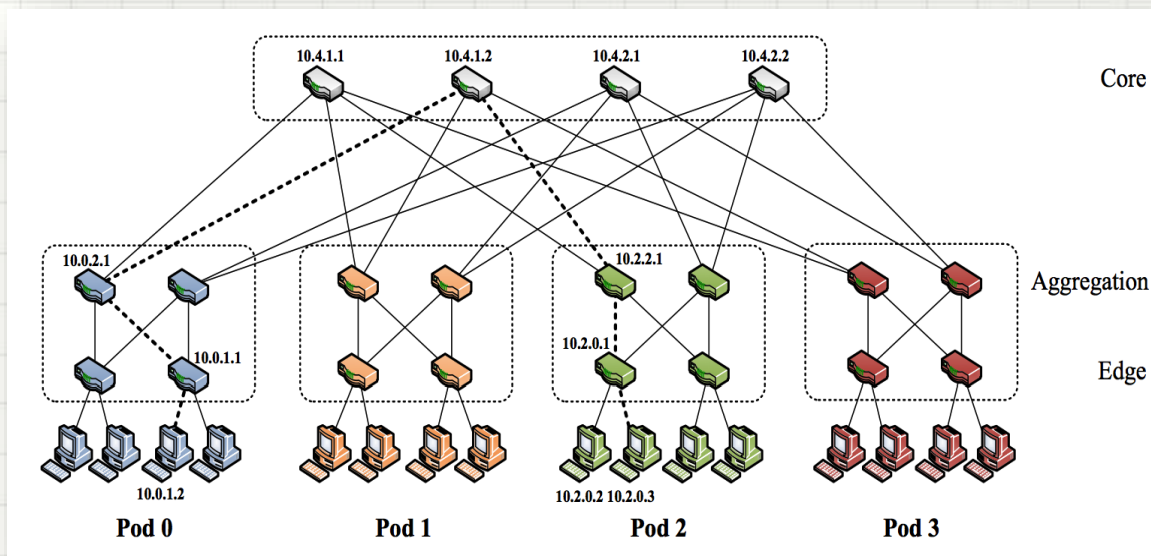 10.4.1.1 10.4.1.2 10.4.2.1 10.4.2.2
Core
10.0.2.1 10.2.2.1
Aggregation
10.0.1.1 10.2.0.1
Edge
10.0.1.2 10.2.0.2 10.2.0.3
Pod 0 Pod 1 Pod 2 Pod 3